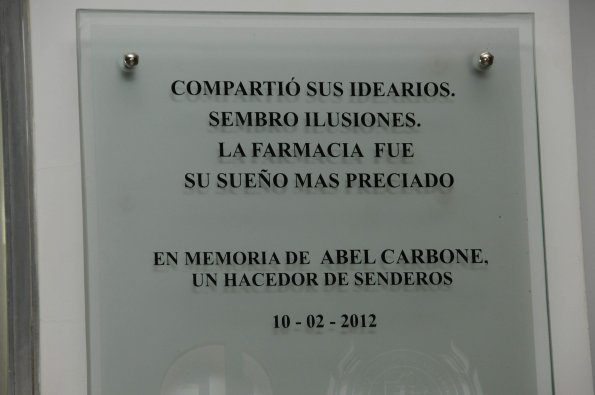 COMPARTIÓ SUS IDEARIOS.
SEMBRO ILUSIONES.
LA FARMACIA FUE
SU SUEÑO MAS PRECIADO
EN MEMORIA DE ABEL CARBONE,
UN HACEDOR DE SENDEROS
10 - 02 - 2012